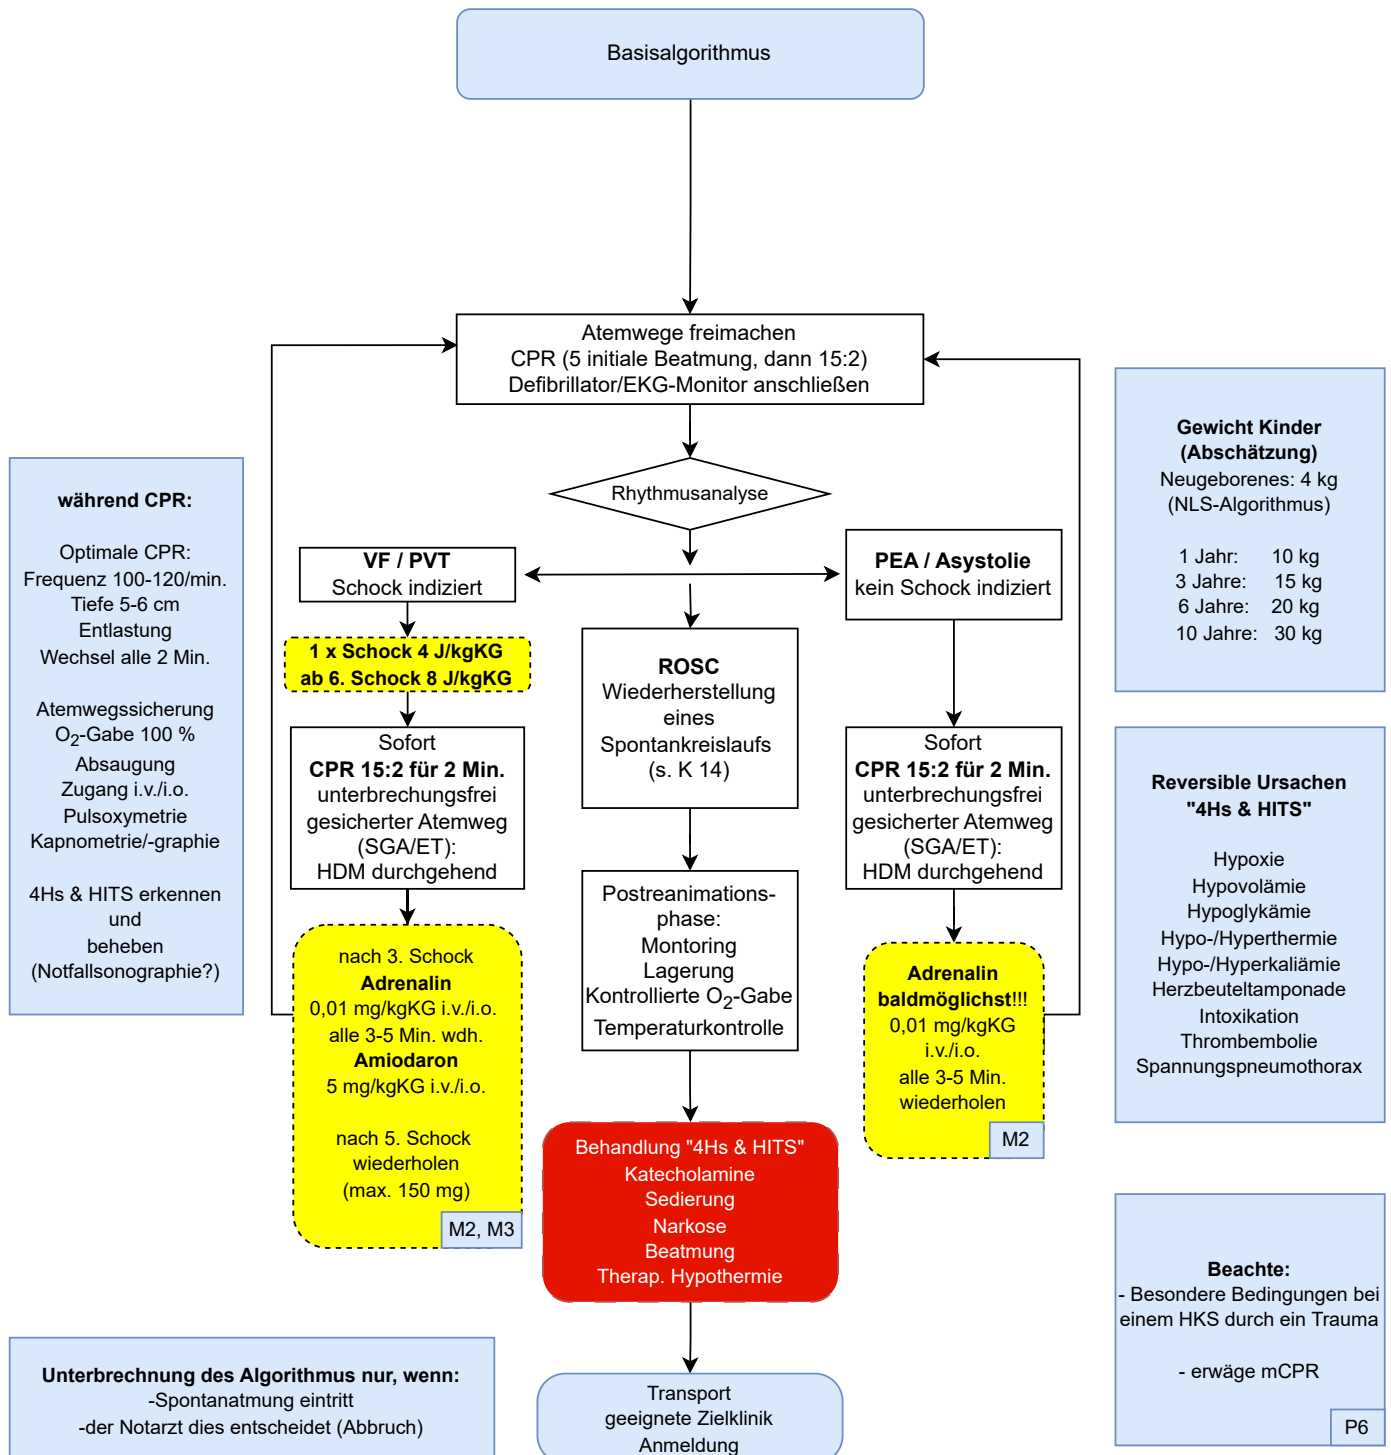 Basisalgorithmus
Atemwege freimachen
CPR (5 initiale Beatmung, dann 15:2)
Defibrillator/EKG-Monitor anschließen
Rhythmusanalyse
während CPR:
Optimale CPR:
Frequenz 100-120/min.
Tiefe 5-6 cm
Entlastung
Wechsel alle 2 Min.
Atemwegssicherung
O2-Gabe 100 %
Absaugung
Zugang i.v./i.o.
Pulsoxymetrie
Kapnometrie/-graphie
4Hs & HITS erkennen
und
beheben
(Notfallsonographie?)
VF / PVT
Schock indiziert
1 x Schock 4 J/kgKG
ab 6. Schock 8 J/kgKG
Sofort
CPR 15:2 für 2 Min.
unterbrechungsfrei
gesicherter Atemweg
(SGA/ET):
HDM durchgehend
nach 3. Schock
Adrenalin
0,01 mg/kgKG i.v./i.o.
alle 3-5 Min. wdh.
Amiodaron
5 mg/kgKG i.v./i.o.
nach 5. Schock
wiederholen
(max. 150 mg)
M2, M3
ROSC
Wiederherstellung
eines
Spontankreislaufs
(s. K 14)
Postreanimations-
phase:
Montoring
Lagerung
Kontrollierte O2-Gabe
Temperaturkontrolle
Behandlung "4Hs & HITS"
Katecholamine
Sedierung
Narkose
Beatmung
Therap. Hypothermie
Transport
geeignete Zielklinik
Anmeldung
PEA / Asystolie
kein Schock indiziert
Sofort
CPR 15:2 für 2 Min.
unterbrechungsfrei
gesicherter Atemweg
(SGA/ET):
HDM durchgehend
Adrenalin
baldmöglichst!!!
0,01 mg/kgKG
i.v./i.o.
alle 3-5 Min.
wiederholen
M2
Gewicht Kinder
(Abschätzung)
Neugeborenes: 4 kg
(NLS-Algorithmus)
1 Jahr: 10 kg
3 Jahre: 15 kg
6 Jahre: 20 kg
10 Jahre: 30 kg
Reversible Ursachen
"4Hs & HITS"
Hypoxie
Hypovolämie
Hypoglykämie
Hypo-/Hyperthermie
Hypo-/Hyperkaliämie
Herzbeuteltamponade
Intoxikation
Thrombembolie
Spannungspneumothorax
Beachte:
- Besondere Bedingungen bei
einem HKS durch ein Trauma
- erwäge mCPR
P6
Unterbrechnung des Algorithmus nur, wenn:
-Spontanatmung eintritt
-der Notarzt dies entscheidet (Abbruch)